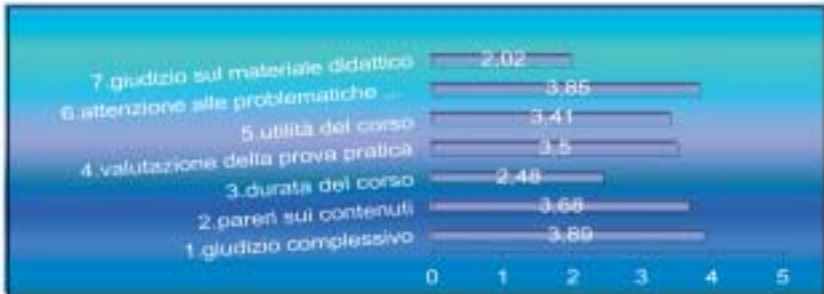 7.giudizio sul materiale didattico 2,02
6.attenzione alle problematiche ... 3,85
5.utilità del corso 3,41
4.valutazione della prova pratica 3,5
3.durata del corso 2,48
2.pareri sui contenuti 3,68
1.giudizio complessivo 3,89
0 1 2 3 4 5